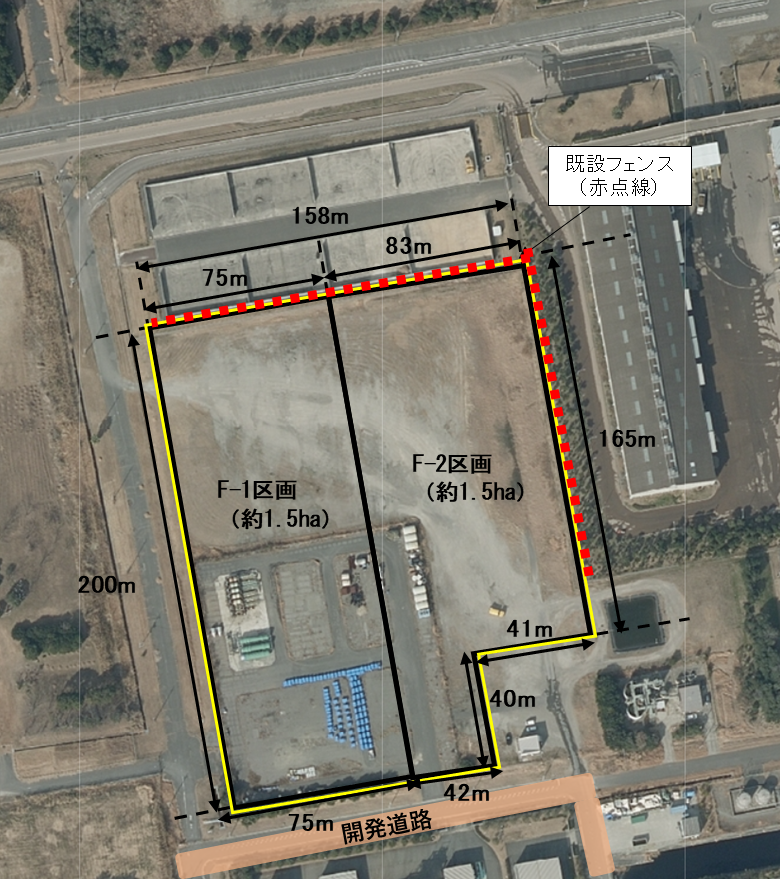 既設フェンス
（赤点線）
158m
83m
75m
165m
F-2区画
（約1.5ha）
F-1区画
（約1.5ha）
200m
41m
40m
42m
75m
開発道路